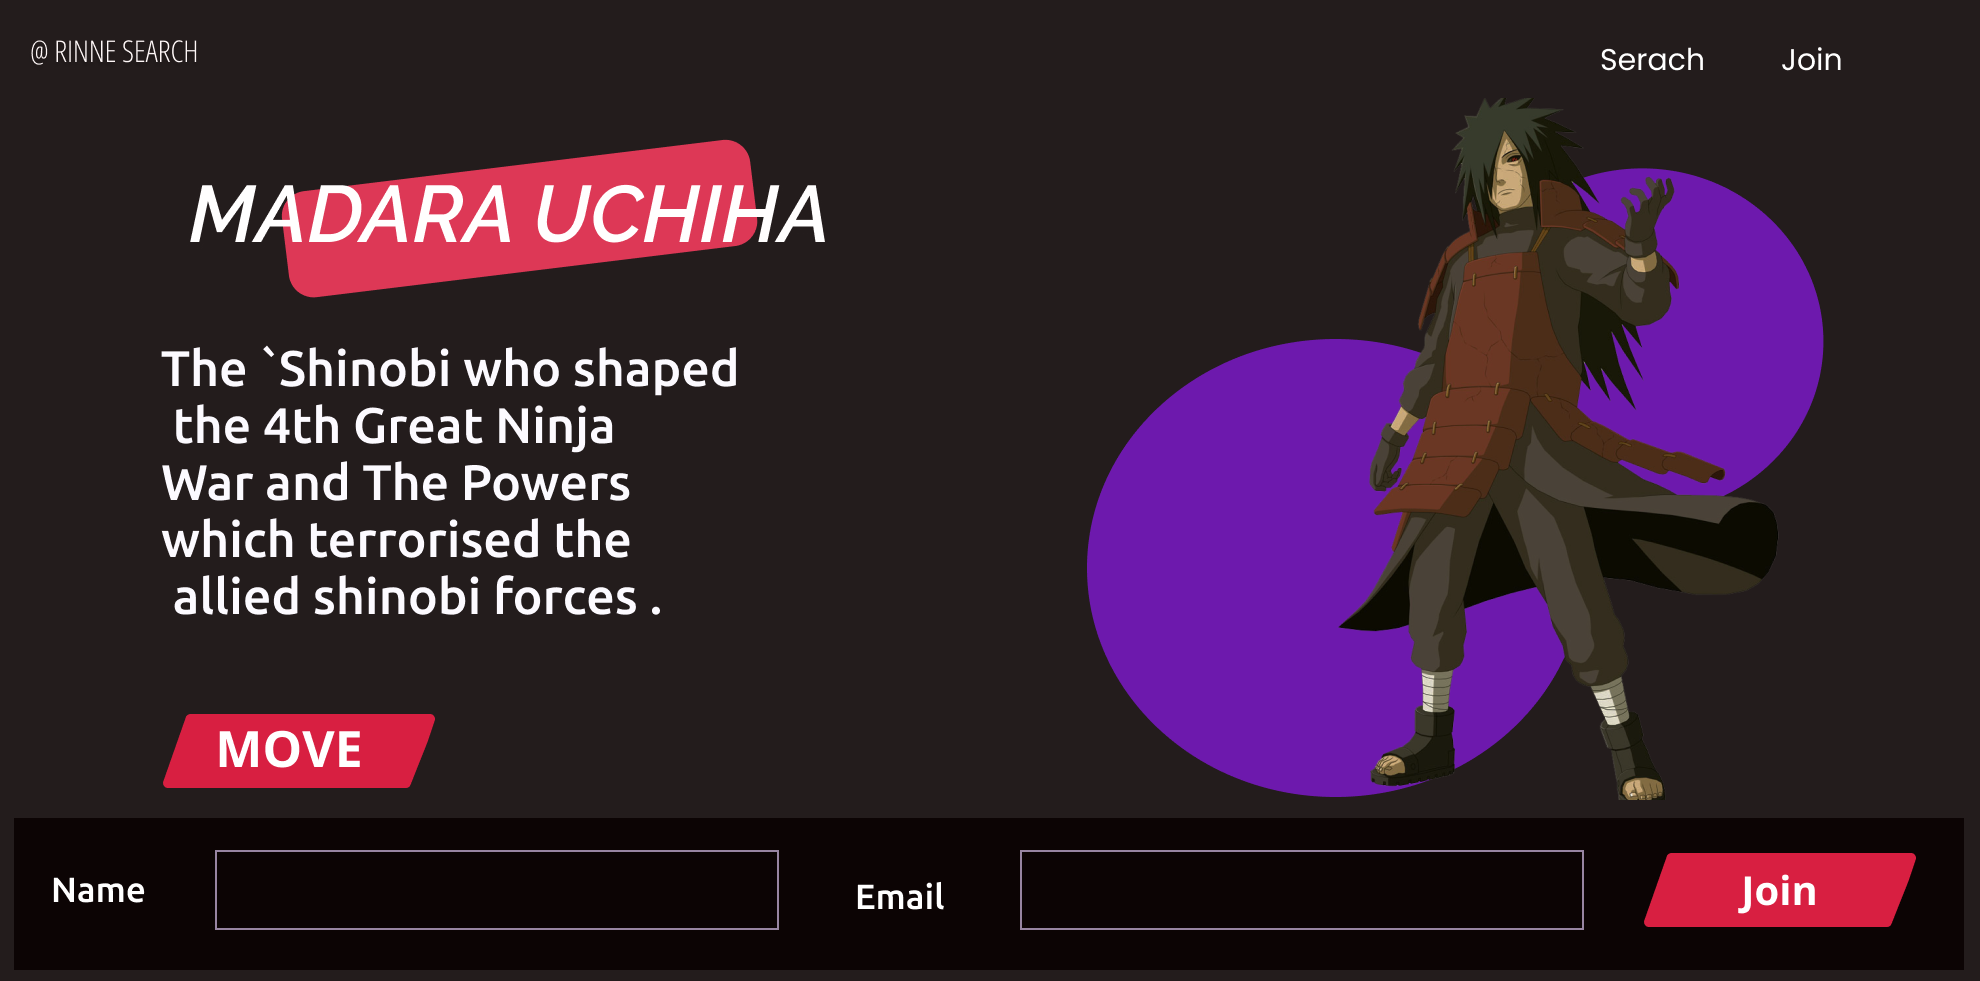 @ RINNE SEARCH
Serach
Join
MADARA UCHIHA
The `Shinobi who shaped
the 4th Great Ninja
War and The Powers
which terrorised the
allied shinobi forces .
MOVE
Name
Email
Join